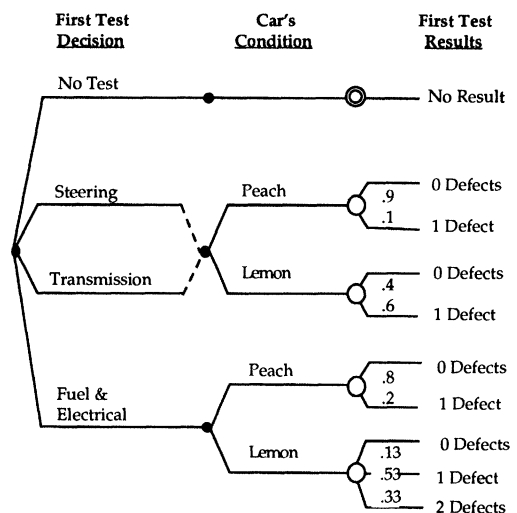 First Test Car's First Test
Decision Condition Results
No Test
No Result
Steering Peach .9 0 Defects
.1 1 Defect
Transmission Lemon .4 0 Defects
.6 1 Defect
Peach .8 0 Defects
Fuel & .2 1 Defect
Electrical
Lemon .13 0 Defects
.53 1 Defect
.33 2 Defects